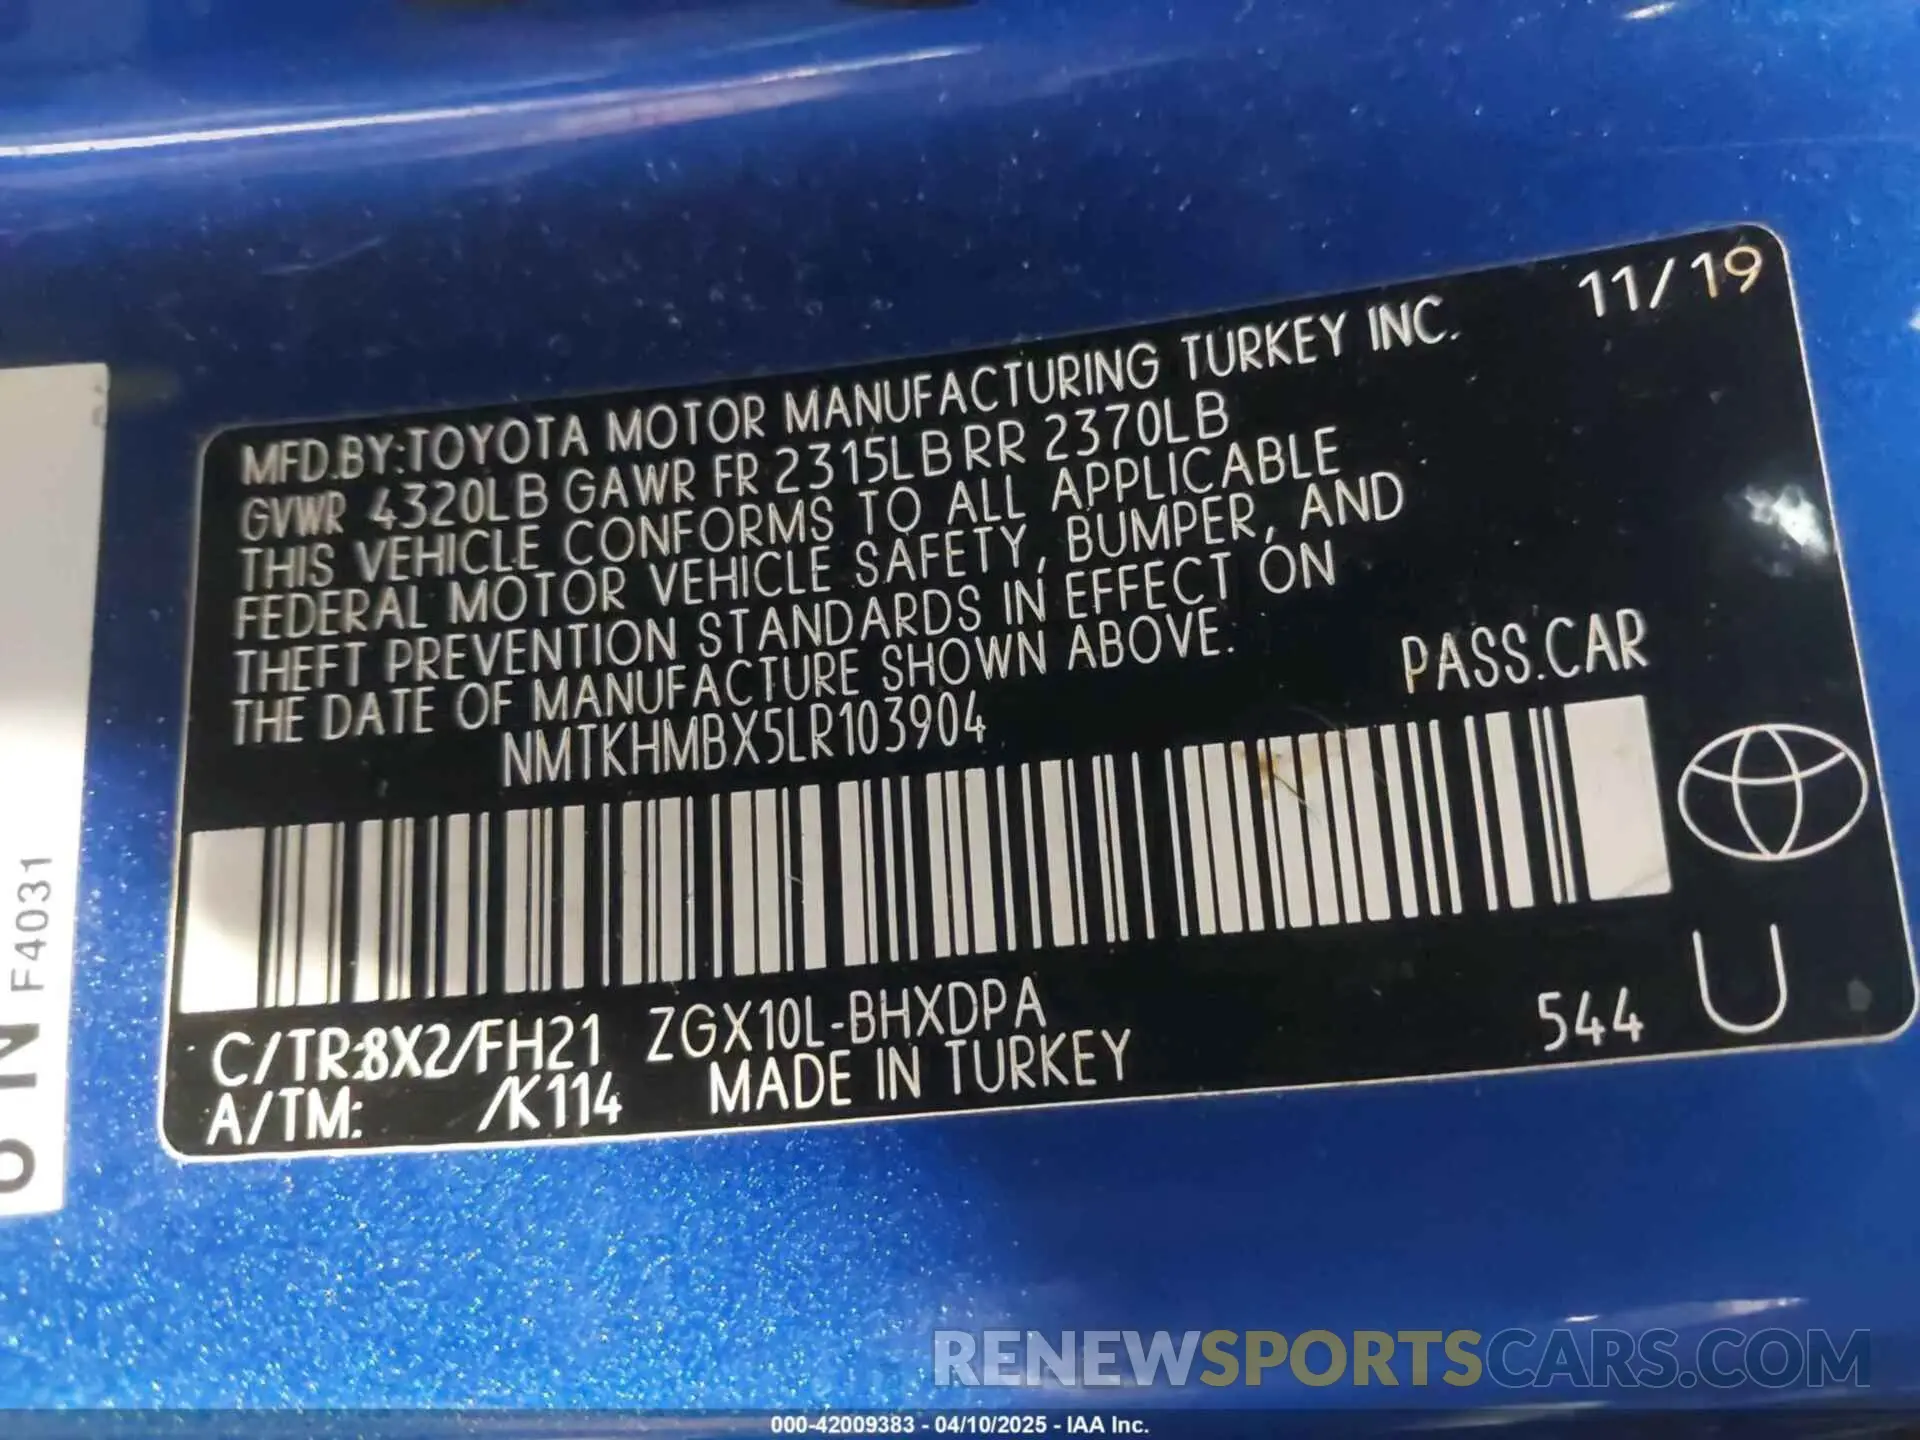 11/19
MFD.BY:TOYOTA MOTOR MANUFACTURING TURKEY INC.
GVWR 4320LB GAWR FR 2315LB RR 2370LB
THIS VEHICLE CONFORMS TO ALL APPLICABLE
FEDERAL MOTOR VEHICLE SAFETY, BUMPER, AND
THEFT PREVENTION STANDARDS IN EFFECT ON
THE DATE OF MANUFACTURE SHOWN ABOVE.
NMTKHMBX5LR103904
PASS.CAR
C/TR:8X2/FH21 ZGX10L-BHXDPA
A/TM: /K114 MADE IN TURKEY
544 U
F4031
RENEWSPORTSCARS.COM
000-42009383 - 04/10/2025 - IAA Inc.